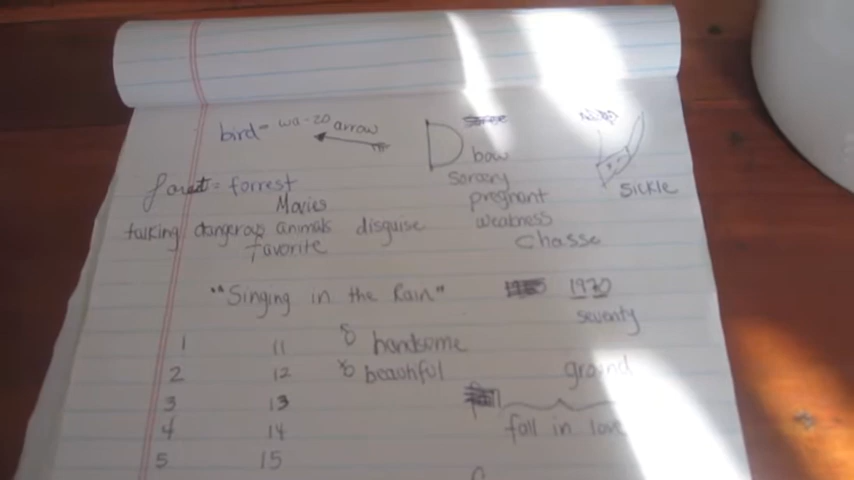 bird = wa-zo arrow
bow
sickle
forest = forrest
sorcery
Movies
pregnant
talking dangerous animals disguise
weakness
favorite
chasse
"Singing in the Rain"
1970
seventy
1 11 handsome
2 12 beautiful ground
3 13
4 14 fall in love
5 15